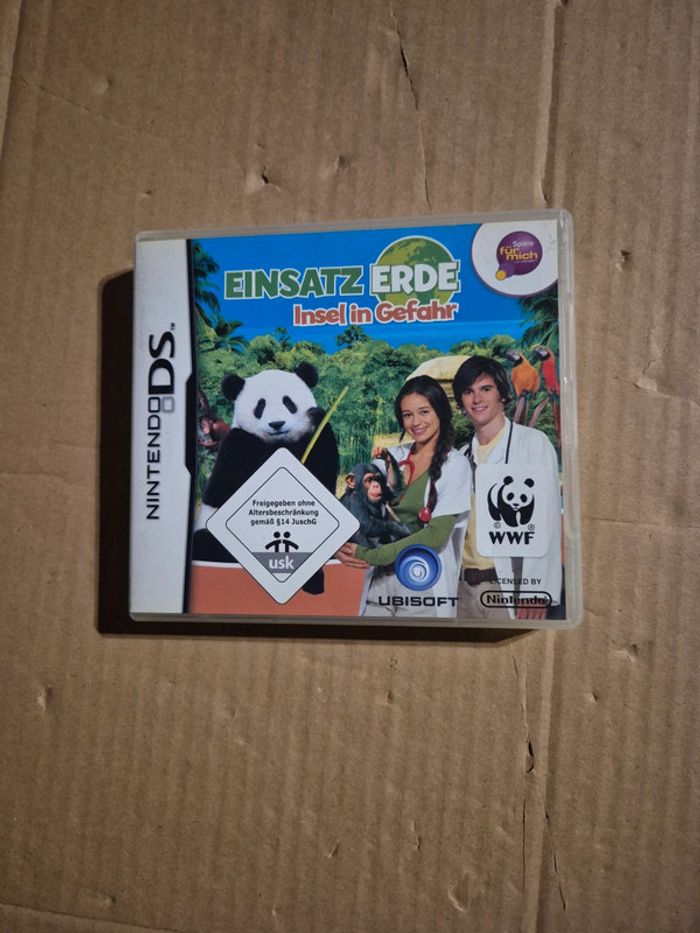 NINTENDO DS™
EINSATZ ERDE
Insel in Gefahr
Spiele
für
mich
Freigegeben ohne
Altersbeschränkung
gemäß §14 JuSchG
usk
© ®
WWF
UBISOFT
LICENSED BY
Nintendo